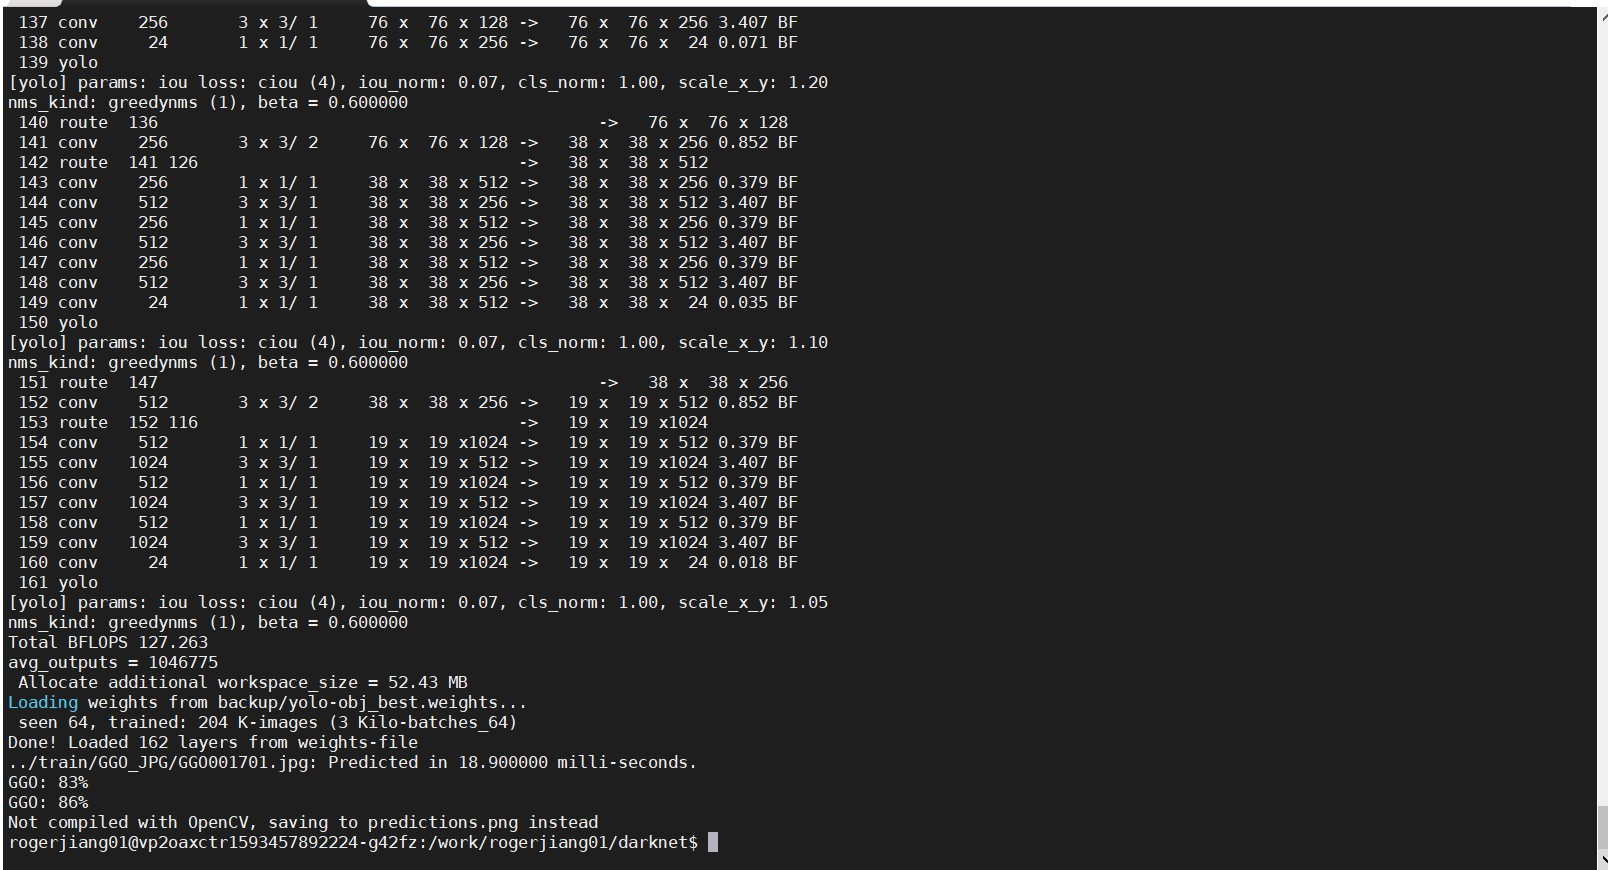 137 conv    256       3 x 3/ 1     76 x  76 x 128 ->   76 x  76 x 256 3.407 BF
138 conv     24       1 x 1/ 1     76 x  76 x 256 ->   76 x  76 x  24 0.071 BF
139 yolo
[yolo] params: iou loss: ciou (4), iou_norm: 0.07, cls_norm: 1.00, scale_x_y: 1.20
nms_kind: greedynms (1), beta = 0.600000
140 route  136                                            ->   76 x  76 x 128
141 conv    256       3 x 3/ 2     76 x  76 x 128 ->   38 x  38 x 256 0.852 BF
142 route  141 126                                ->   38 x  38 x 512
143 conv    256       1 x 1/ 1     38 x  38 x 512 ->   38 x  38 x 256 0.379 BF
144 conv    512       3 x 3/ 1     38 x  38 x 256 ->   38 x  38 x 512 3.407 BF
145 conv    256       1 x 1/ 1     38 x  38 x 512 ->   38 x  38 x 256 0.379 BF
146 conv    512       3 x 3/ 1     38 x  38 x 256 ->   38 x  38 x 512 3.407 BF
147 conv    256       1 x 1/ 1     38 x  38 x 512 ->   38 x  38 x 256 0.379 BF
148 conv    512       3 x 3/ 1     38 x  38 x 256 ->   38 x  38 x 512 3.407 BF
149 conv     24       1 x 1/ 1     38 x  38 x 512 ->   38 x  38 x  24 0.035 BF
150 yolo
[yolo] params: iou loss: ciou (4), iou_norm: 0.07, cls_norm: 1.00, scale_x_y: 1.10
nms_kind: greedynms (1), beta = 0.600000
151 route  147                                            ->   38 x  38 x 256
152 conv    512       3 x 3/ 2     38 x  38 x 256 ->   19 x  19 x 512 0.852 BF
153 route  152 116                                ->   19 x  19 x1024
154 conv    512       1 x 1/ 1     19 x  19 x1024 ->   19 x  19 x 512 0.379 BF
155 conv   1024       3 x 3/ 1     19 x  19 x 512 ->   19 x  19 x1024 3.407 BF
156 conv    512       1 x 1/ 1     19 x  19 x1024 ->   19 x  19 x 512 0.379 BF
157 conv   1024       3 x 3/ 1     19 x  19 x 512 ->   19 x  19 x1024 3.407 BF
158 conv    512       1 x 1/ 1     19 x  19 x1024 ->   19 x  19 x 512 0.379 BF
159 conv   1024       3 x 3/ 1     19 x  19 x 512 ->   19 x  19 x1024 3.407 BF
160 conv     24       1 x 1/ 1     19 x  19 x1024 ->   19 x  19 x  24 0.018 BF
161 yolo
[yolo] params: iou loss: ciou (4), iou_norm: 0.07, cls_norm: 1.00, scale_x_y: 1.05
nms_kind: greedynms (1), beta = 0.600000
Total BFLOPS 127.263
avg_outputs = 1046775
Allocate additional workspace_size = 52.43 MB
Loading weights from backup/yolo-obj_best.weights...
seen 64, trained: 204 K-images (3 Kilo-batches_64)
Done! Loaded 162 layers from weights-file
../train/GGO_JPG/GGO001701.jpg: Predicted in 18.900000 milli-seconds.
GGO: 83%
GGO: 86%
Not compiled with OpenCV, saving to predictions.png instead
rogerjiang01@vp2oaxctr1593457892224-g42fz:/work/rogerjiang01/darknet$